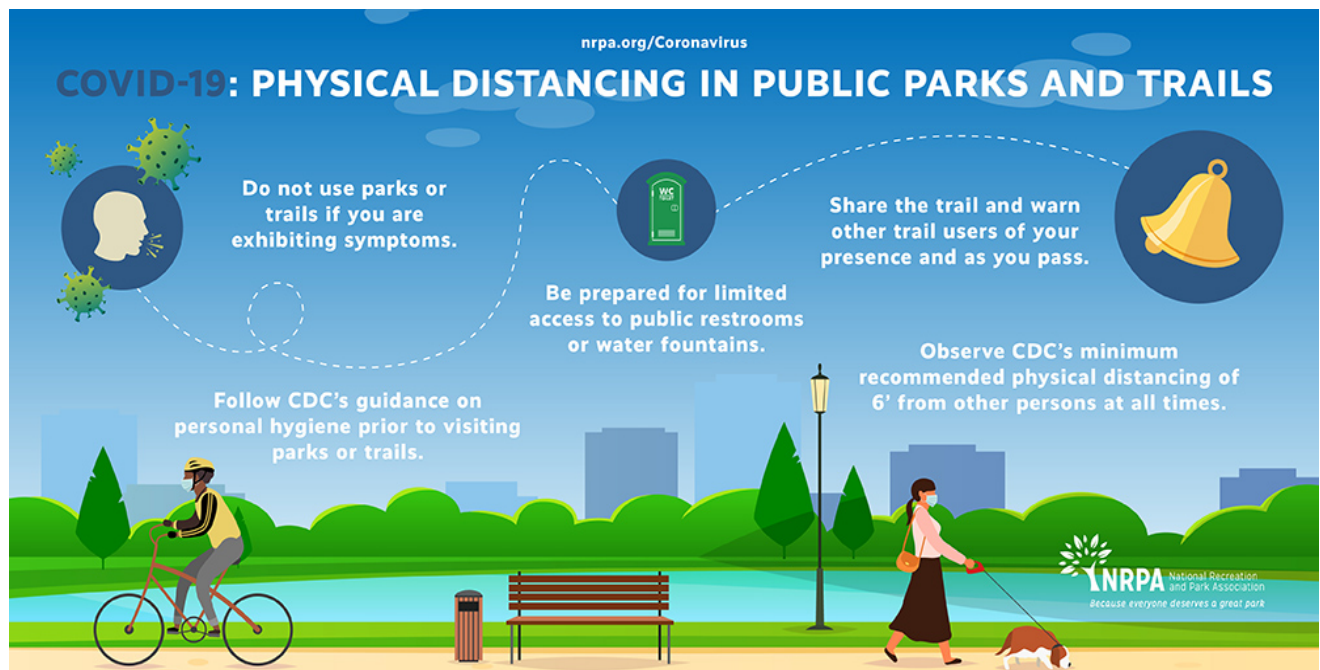 nrpa.org/Coronavirus
COVID-19: PHYSICAL DISTANCING IN PUBLIC PARKS AND TRAILS
Do not use parks or
trails if you are
exhibiting symptoms.
Follow CDC's guidance on
personal hygiene prior to visiting
parks or trails.
WC
TOILET
Be prepared for limited
access to public restrooms
or water fountains.
Share the trail and warn
other trail users of your
presence and as you pass.
Observe CDC's minimum
recommended physical distancing of
6' from other persons at all times.
NRPA National Recreation
and Park Association
Because everyone deserves a great park